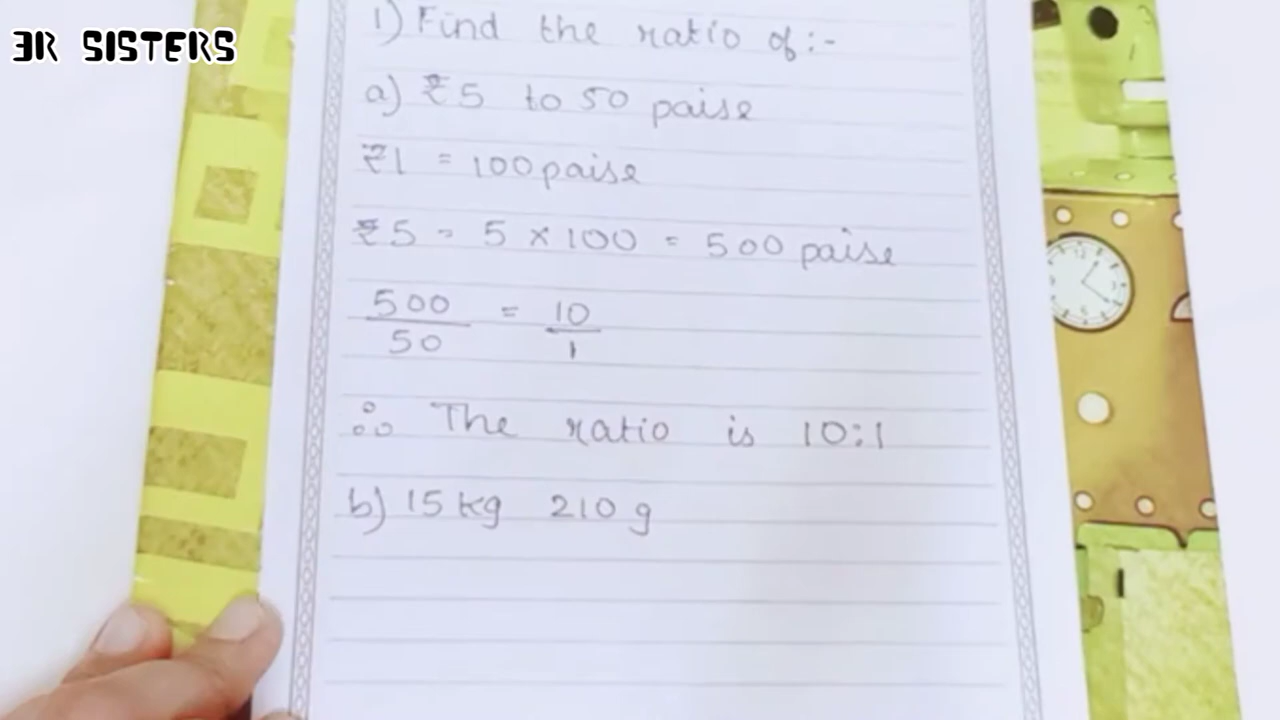 3R SISTERS
1) Find the ratio of :-
a) ₹5 to 50 paise
₹1 = 100 paise
₹5 = 5 × 100 = 500 paise
500/50 = 10/1
∴ The ratio is 10:1
b) 15 kg 210 g